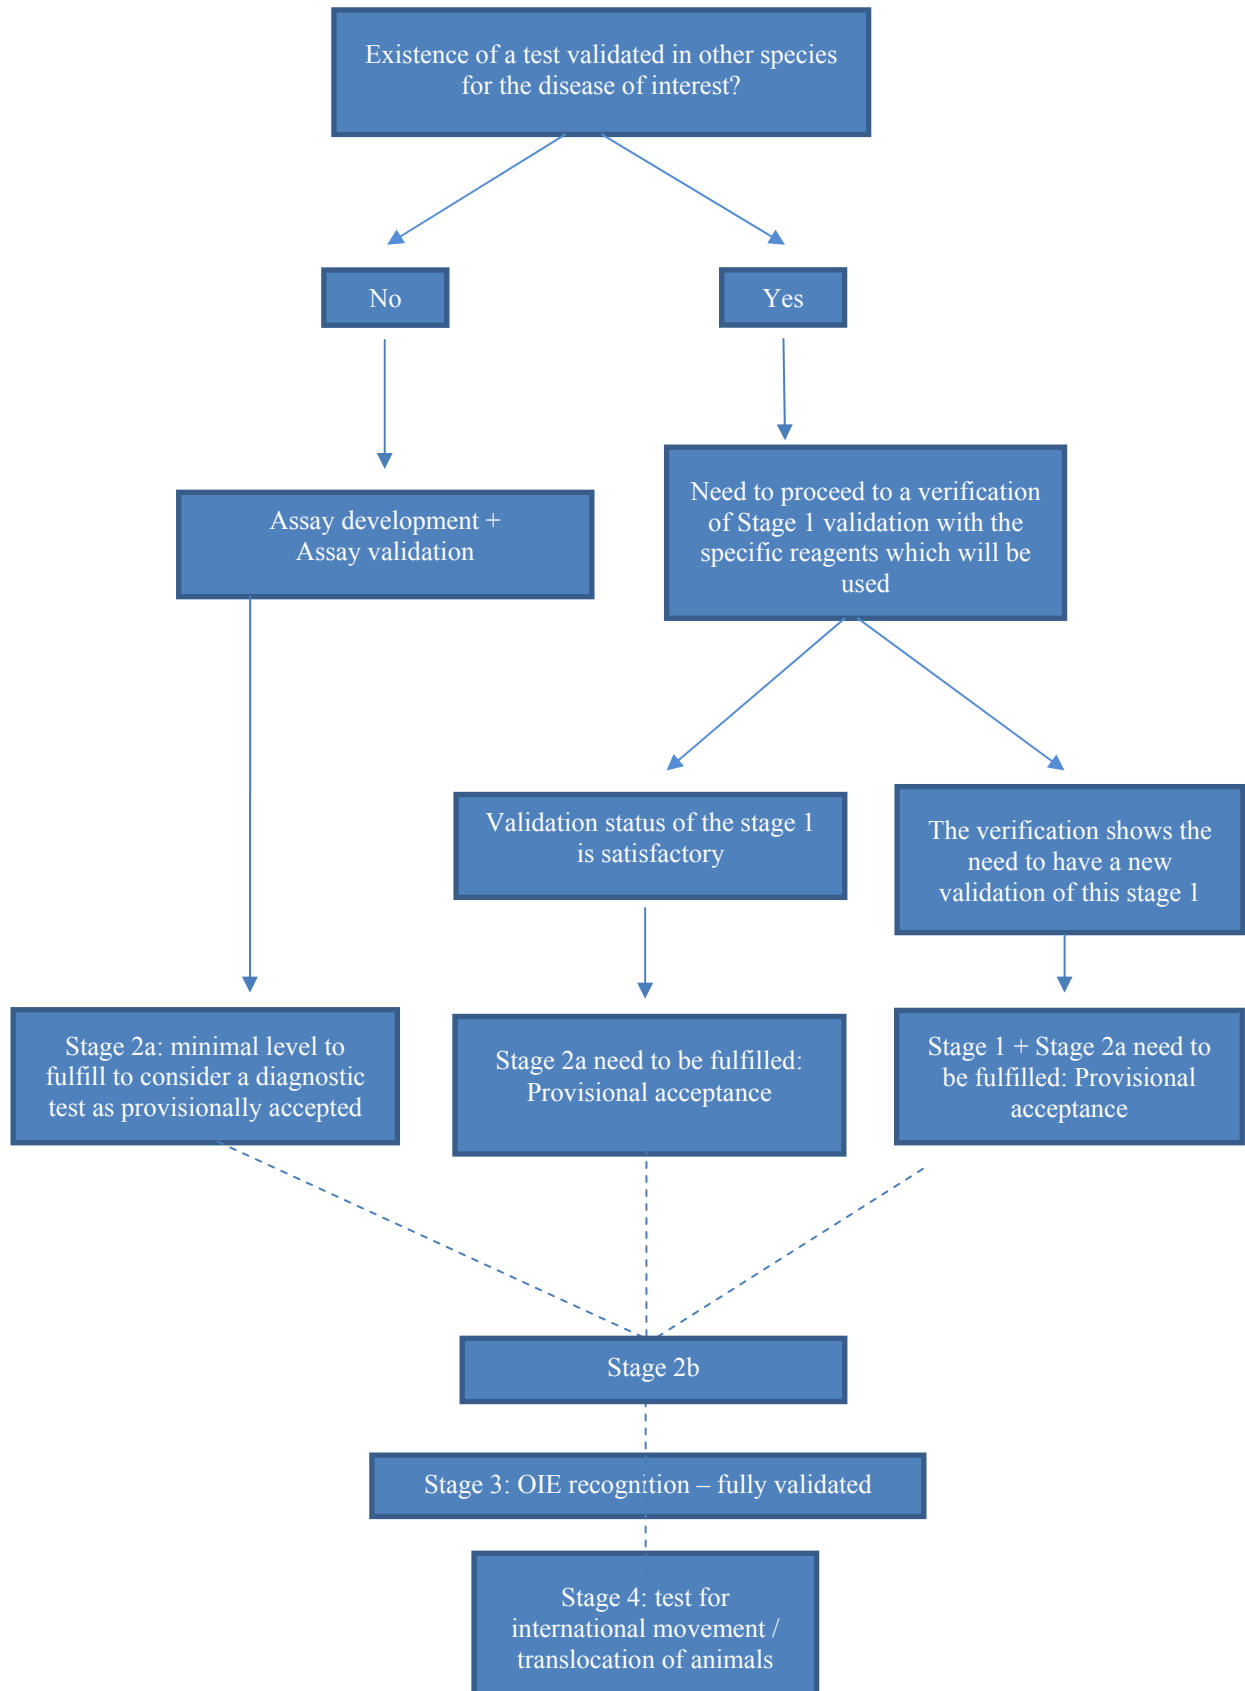 Existence of a test validated in other species
for the disease of interest?
No
Yes
Assay development +
Assay validation
Need to proceed to a verification
of Stage 1 validation with the
specific reagents which will be
used
Validation status of the stage 1
is satisfactory
The verification shows the
need to have a new
validation of this stage 1
Stage 2a: minimal level to
fulfill to consider a diagnostic
test as provisionally accepted
Stage 2a need to be fulfilled:
Provisional acceptance
Stage 1 + Stage 2a need to
be fulfilled: Provisional
acceptance
Stage 2b
Stage 3: OIE recognition – fully validated
Stage 4: test for
international movement /
translocation of animals